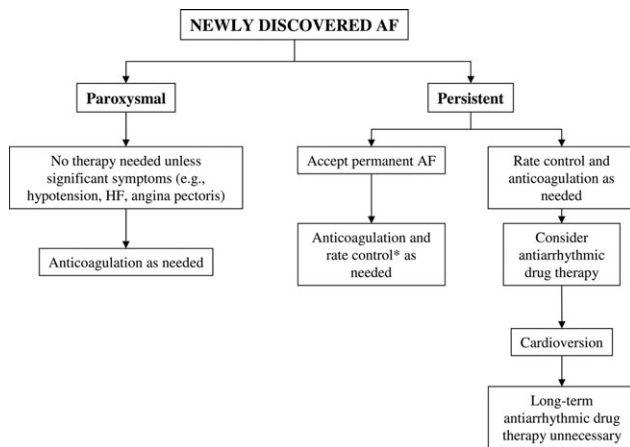 NEWLY DISCOVERED AF
Paroxysmal
Persistent
No therapy needed unless
significant symptoms (e.g.,
hypotension, HF, angina pectoris)
Accept permanent AF
Rate control and
anticoagulation as
needed
Anticoagulation as needed
Anticoagulation and
rate control* as
needed
Consider
antiarrhythmic
drug therapy
Cardioversion
Long-term
antiarrhythmic drug
therapy unnecessary